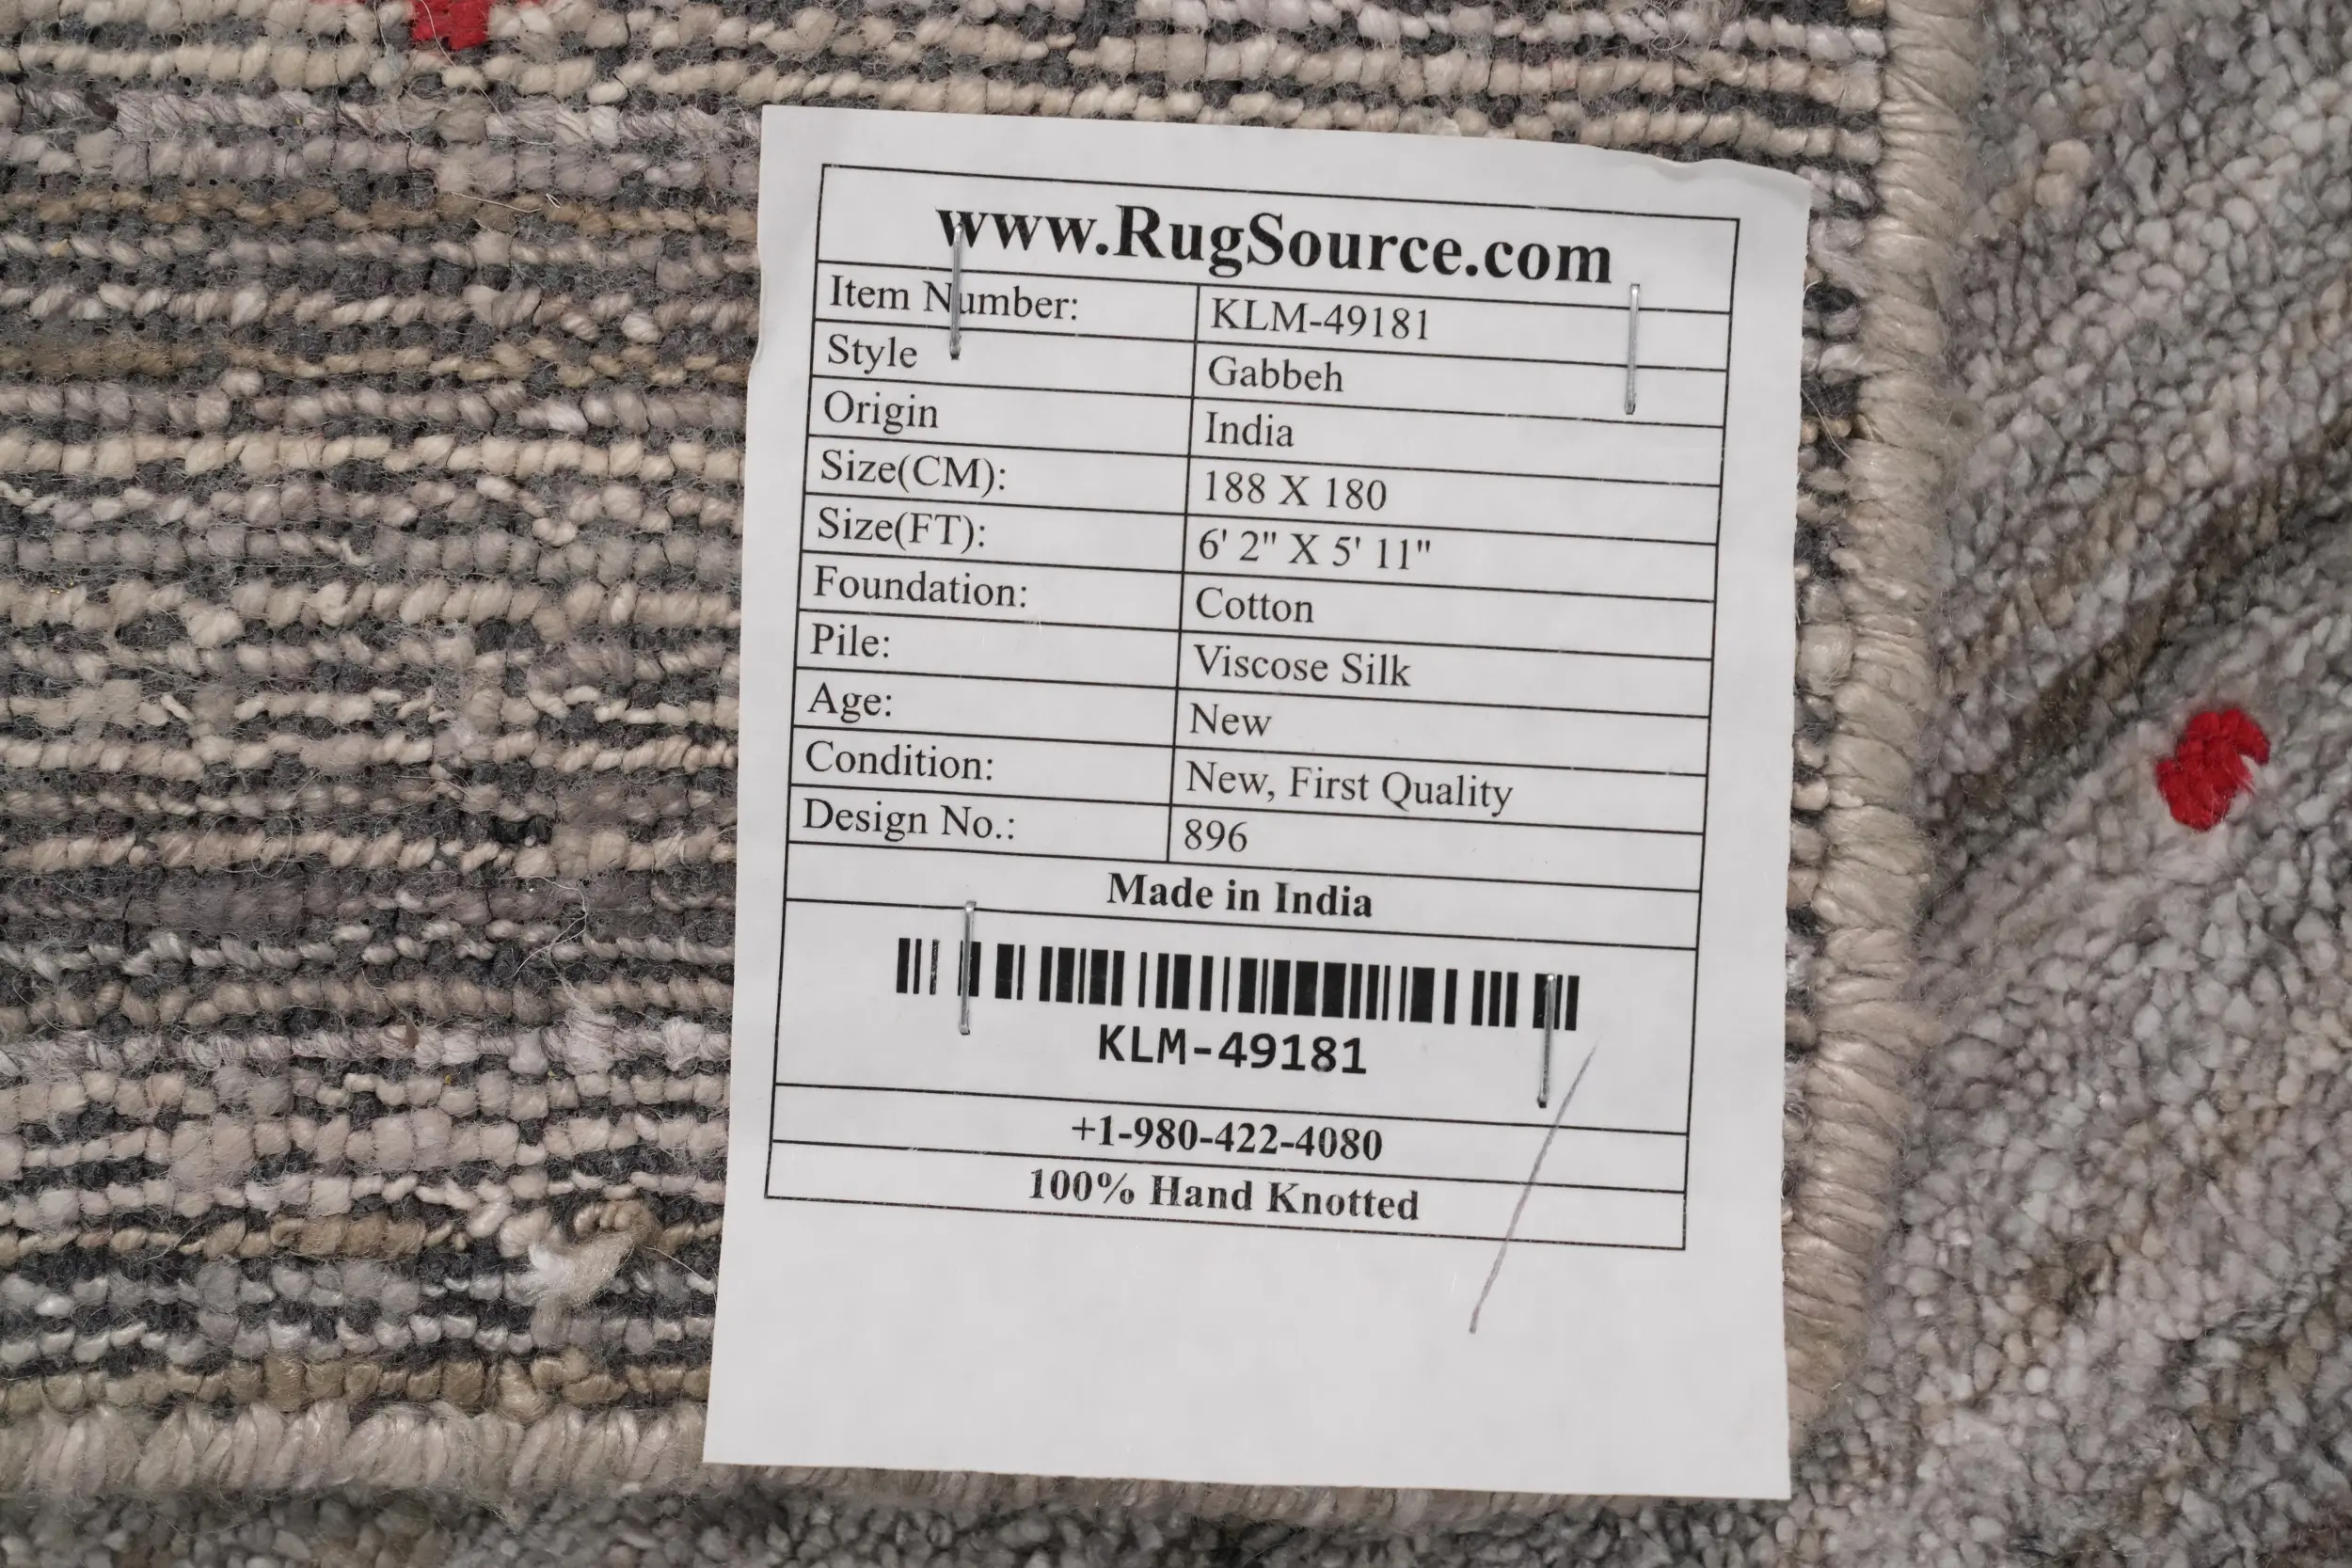 www.RugSource.com
Item Number: KLM-49181
Style Gabbeh
Origin India
Size(CM): 188 X 180
Size(FT): 6' 2" X 5' 11"
Foundation: Cotton
Pile: Viscose Silk
Age: New
Condition: New, First Quality
Design No.: 896
Made in India
KLM-49181
+1-980-422-4080
100% Hand Knotted